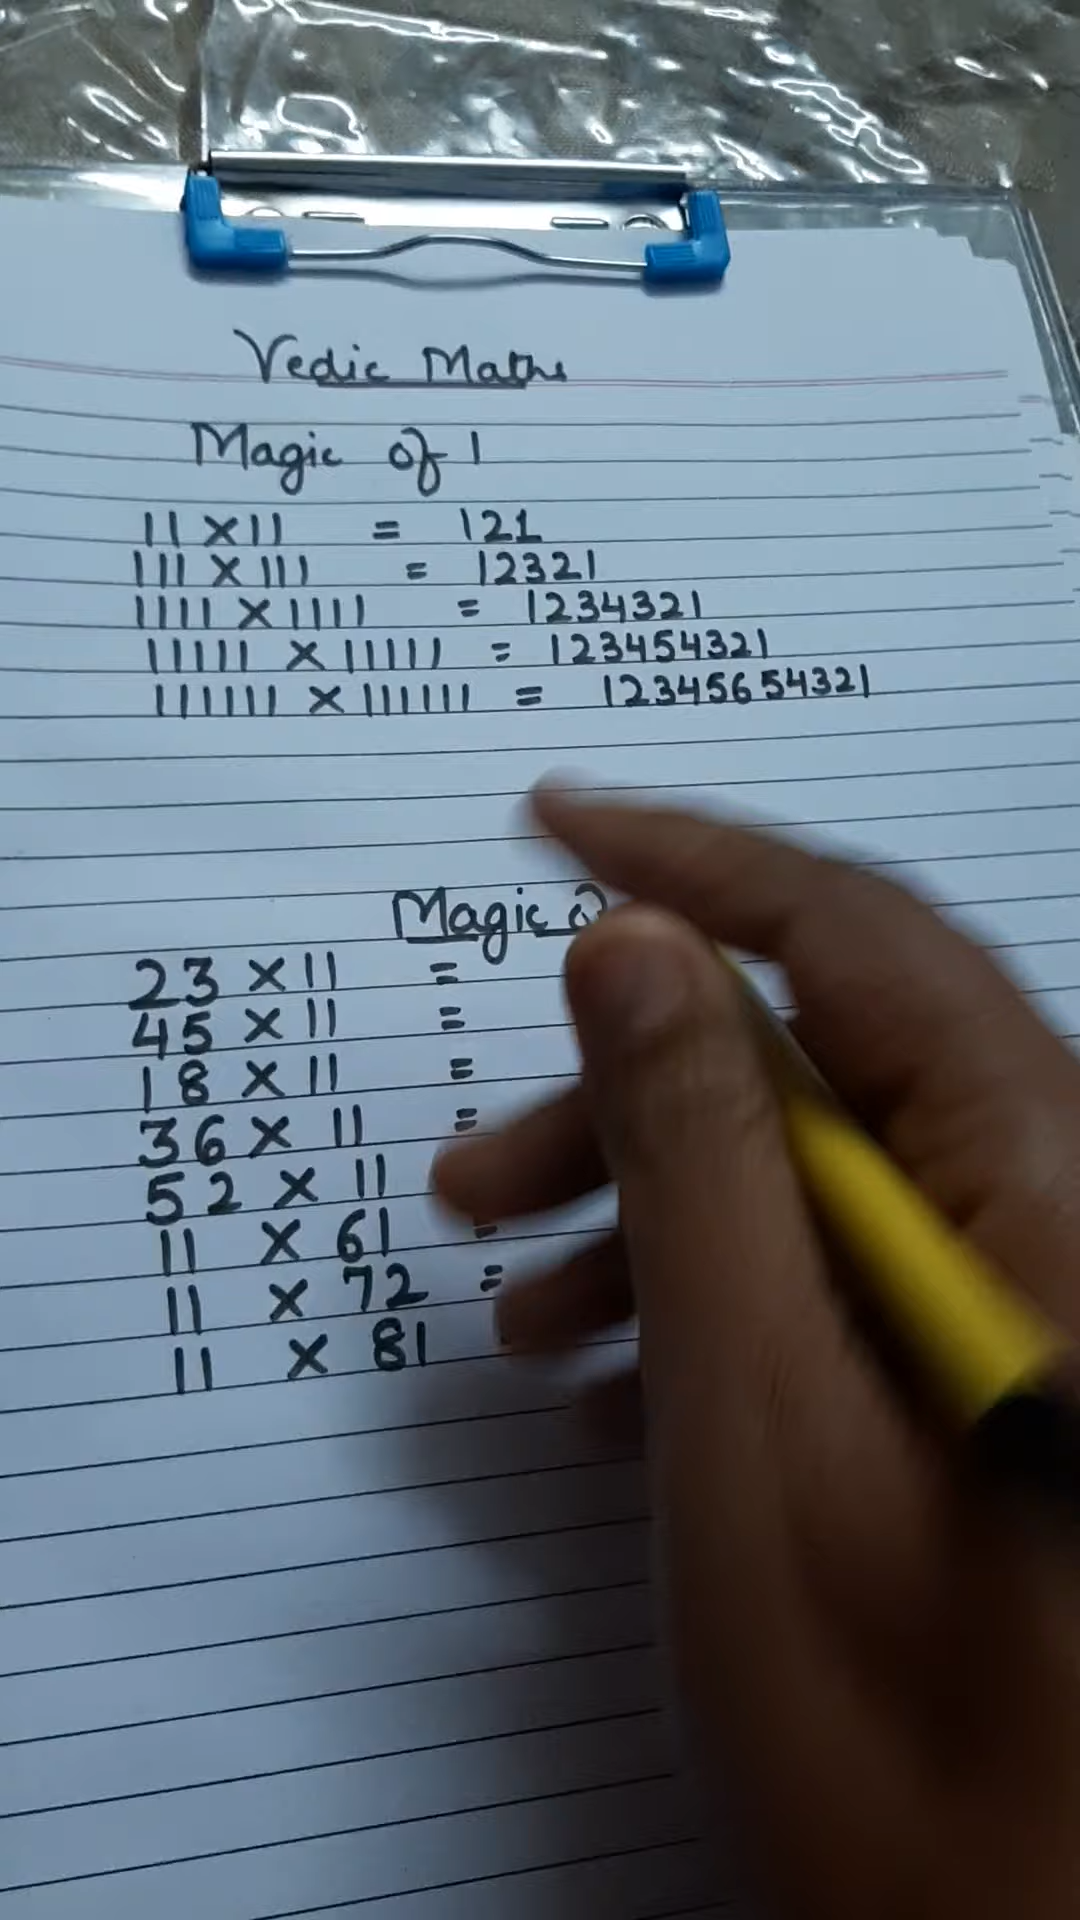 Vedic Maths
Magic of 1
11 × 11 = 121
111 × 111 = 12321
1111 × 1111 = 1234321
11111 × 11111 = 123454321
111111 × 111111 = 12345654321
Magic
23 × 11 =
45 × 11 =
18 × 11 =
36 × 11 =
52 × 11
11 × 61 =
11 × 72 =
11 × 81